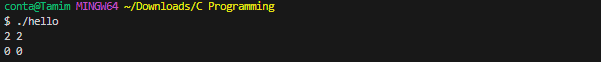 conta@Tamim MINGW64 ~/Downloads/C Programming
$ ./hello
2 2
0 0